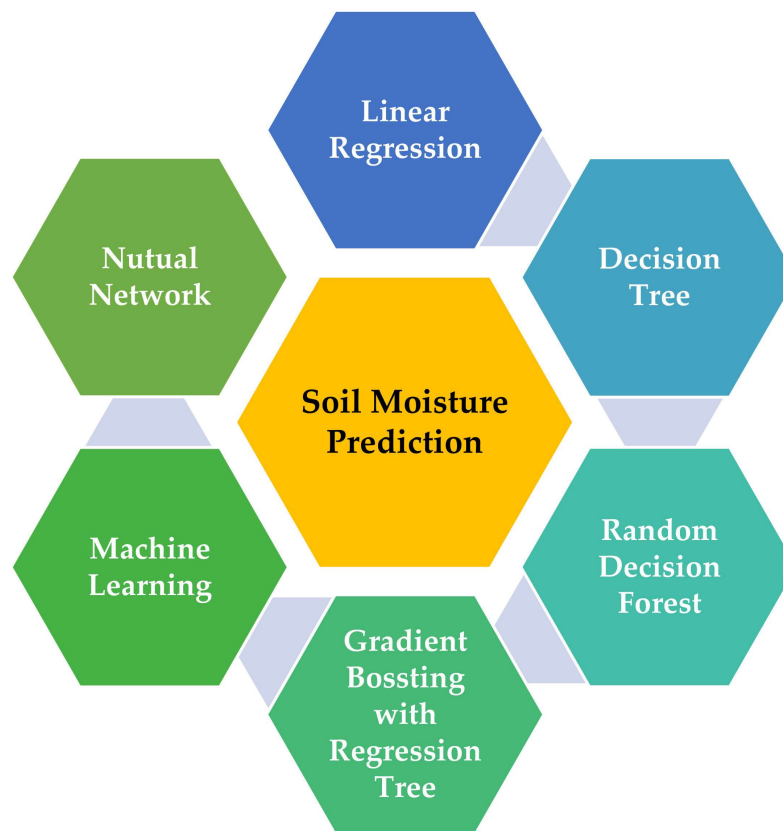 Linear
Regression
Decision
Tree
Random
Decision
Forest
Gradient
Bossting
with
Regression
Tree
Machine
Learning
Nutual
Network
Soil Moisture
Prediction